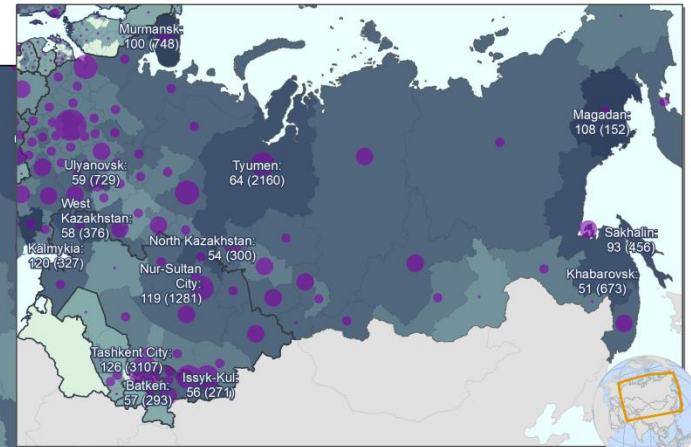 Murmansk:
100 (748)
Magadan:
108 (152)
Ulyanovsk:
59 (729)
Tyumen:
64 (2160)
West
Kazakhstan:
58 (376)
Kalmykia:
120 (327)
North Kazakhstan:
54 (300)
Nur-Sultan
City:
119 (1281)
Sakhalin:
93 (456)
Khabarovsk:
51 (673)
Tashkent City:
126 (3107)
Batken:
57 (293)
Issyk-Kul:
56 (271)